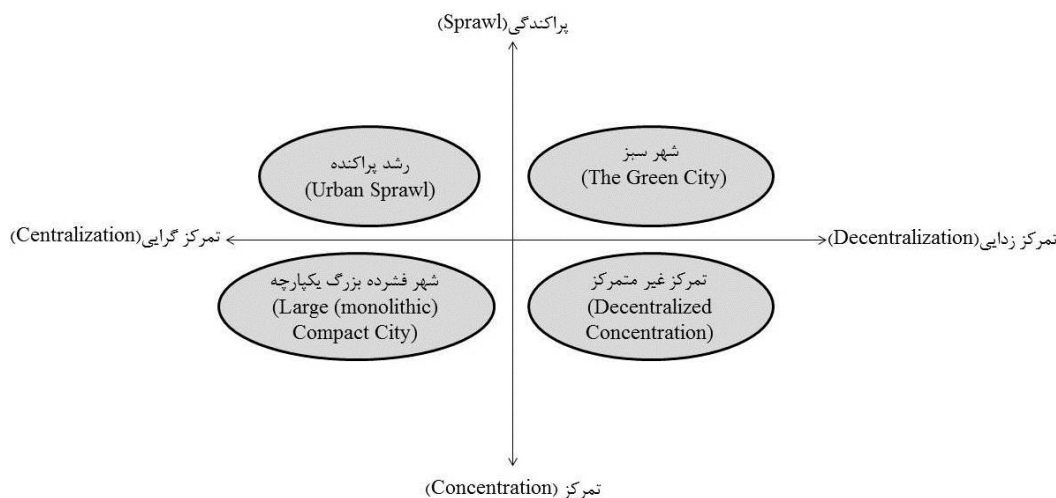 پراکندگی(Sprawl)
رشد پراکنده
(Urban Sprawl)
شهر سبز
(The Green City)
تمرکز گرایی(Centralization)
تمرکز زدایی(Decentralization)
شهر فشرده بزرگ یکپارچه
(Large (monolithic)
Compact City)
تمرکز غیر متمرکز
(Decentralized
Concentration)
تمرکز (Concentration)